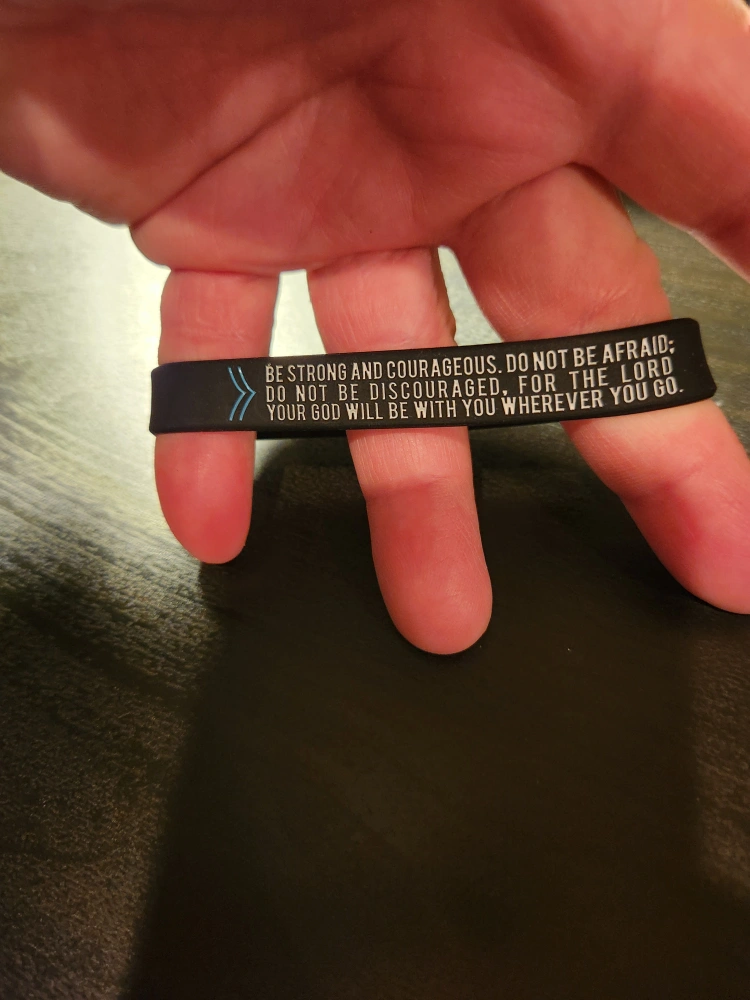 BE STRONG AND COURAGEOUS. DO NOT BE AFRAID;
DO NOT BE DISCOURAGED, FOR THE LORD
YOUR GOD WILL BE WITH YOU WHEREVER YOU GO.